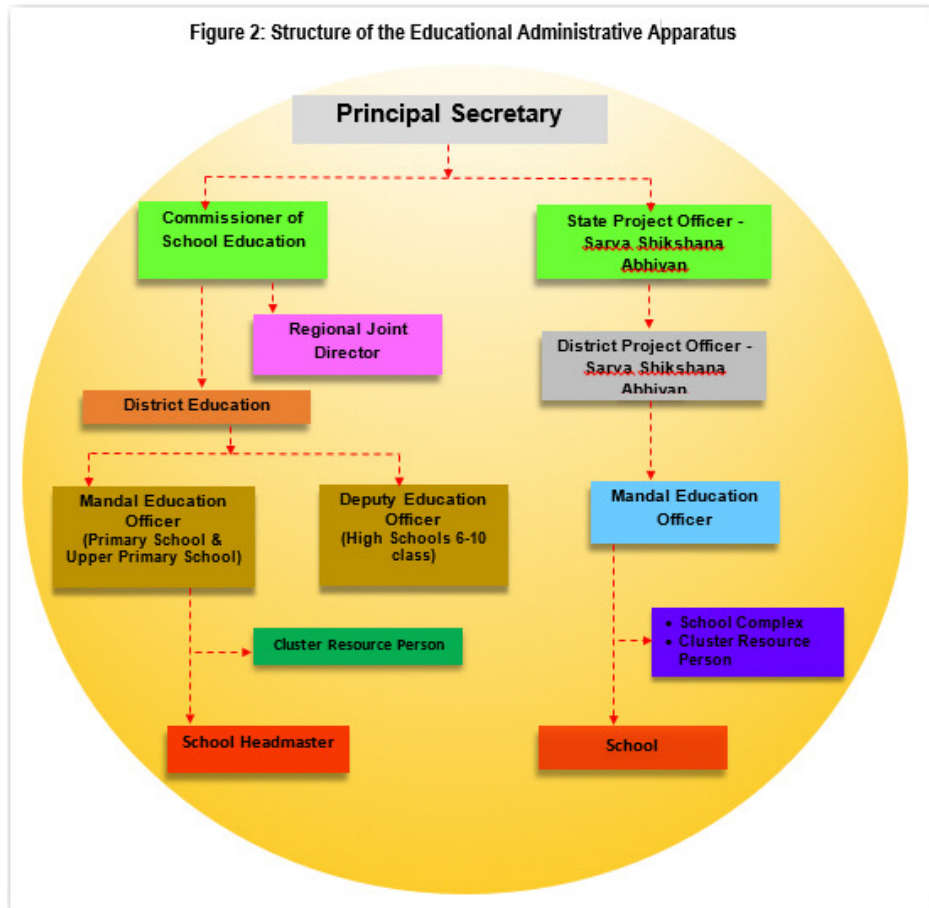 Figure 2: Structure of the Educational Administrative Apparatus
Principal Secretary
Commissioner of
School Education
State Project Officer -
Sarva Shikshana
Abhiyan
Regional Joint
Director
District Project Officer -
Sarva Shikshana
Abhiyan
District Education
Mandal Education
Officer
(Primary School &
Upper Primary School)
Deputy Education
Officer
(High Schools 6-10
class)
Mandal Education
Officer
Cluster Resource Person
• School Complex
• Cluster Resource
Person
School Headmaster
School